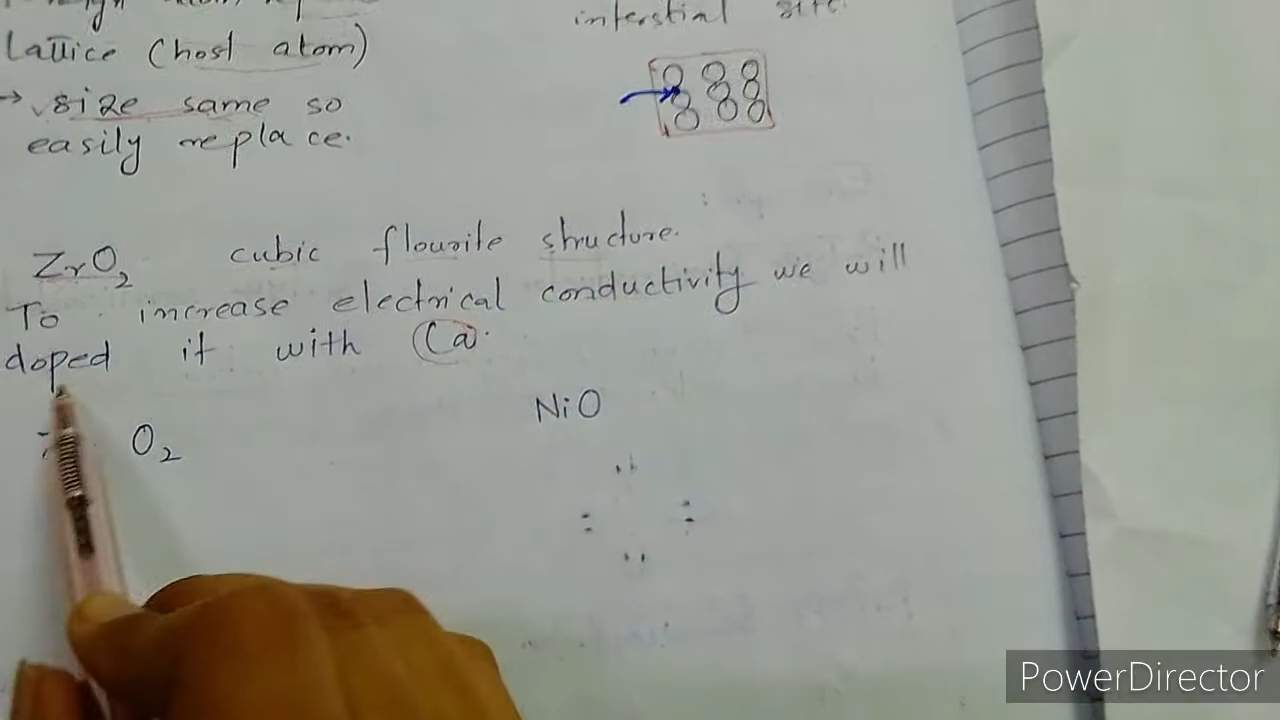 lattice (host atom)
→ size same so
easily replace.
interstial site
ZrO2 cubic flourite structure.
To increase electrical conductivity we will
doped it with Ca.
NiO
O2
PowerDirector